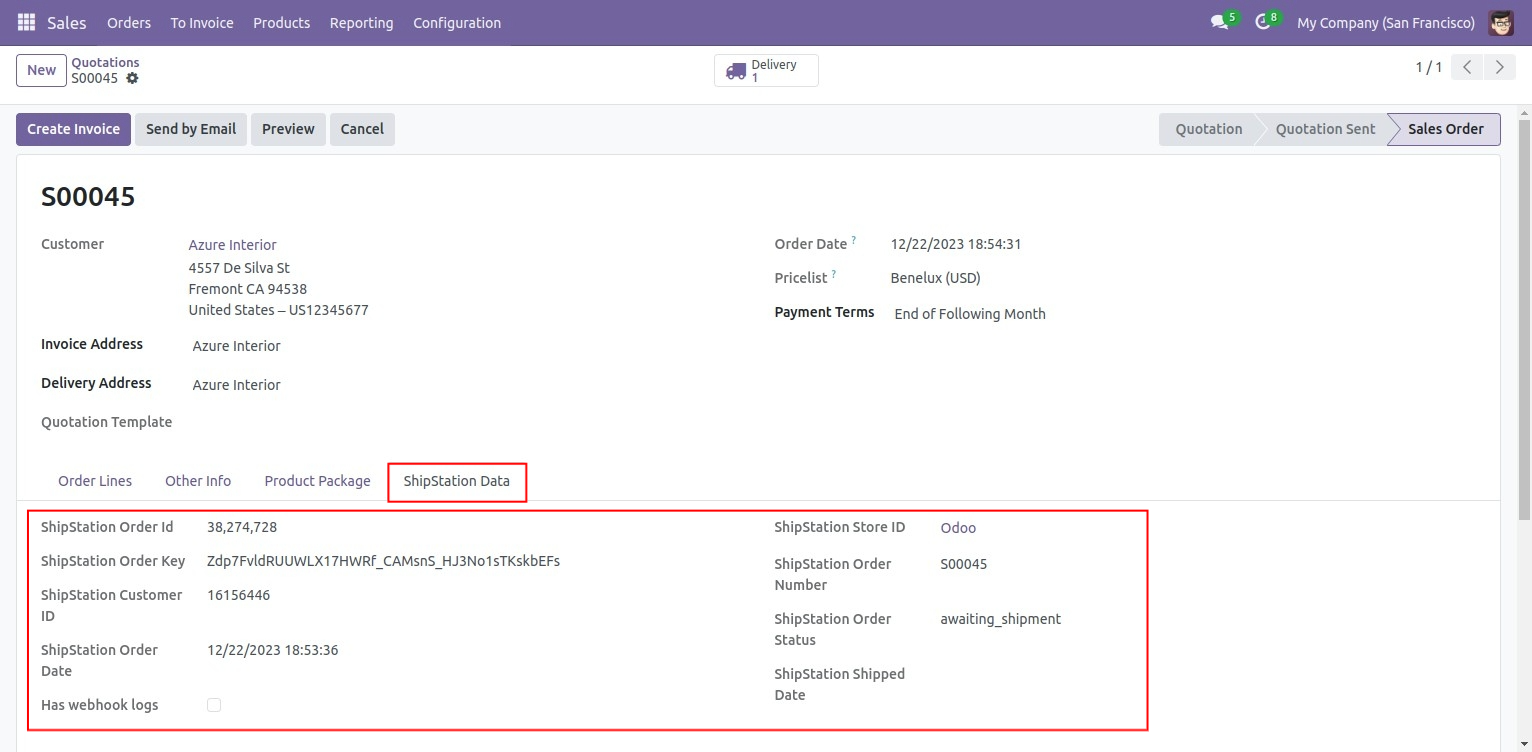 Sales Orders To Invoice Products Reporting Configuration 5 8 My Company (San Francisco)
New Quotations Delivery 1 / 1
S00045 1
Create Invoice Send by Email Preview Cancel Quotation Quotation Sent Sales Order
S00045
Customer Azure Interior Order Date ? 12/22/2023 18:54:31
4557 De Silva St
Fremont CA 94538 Pricelist ? Benelux (USD)
United States – US12345677 Payment Terms End of Following Month
Invoice Address Azure Interior
Delivery Address Azure Interior
Quotation Template
Order Lines Other Info Product Package ShipStation Data
ShipStation Order Id 38,274,728 ShipStation Store ID Odoo
ShipStation Order Key Zdp7FvldRUUWLX17HWRf_CAMsnS_HJ3No1sTKskbEFs ShipStation Order S00045
Number
ShipStation Customer 16156446
ID ShipStation Order awaiting_shipment
Status
ShipStation Order 12/22/2023 18:53:36
Date ShipStation Shipped
Date
Has webhook logs